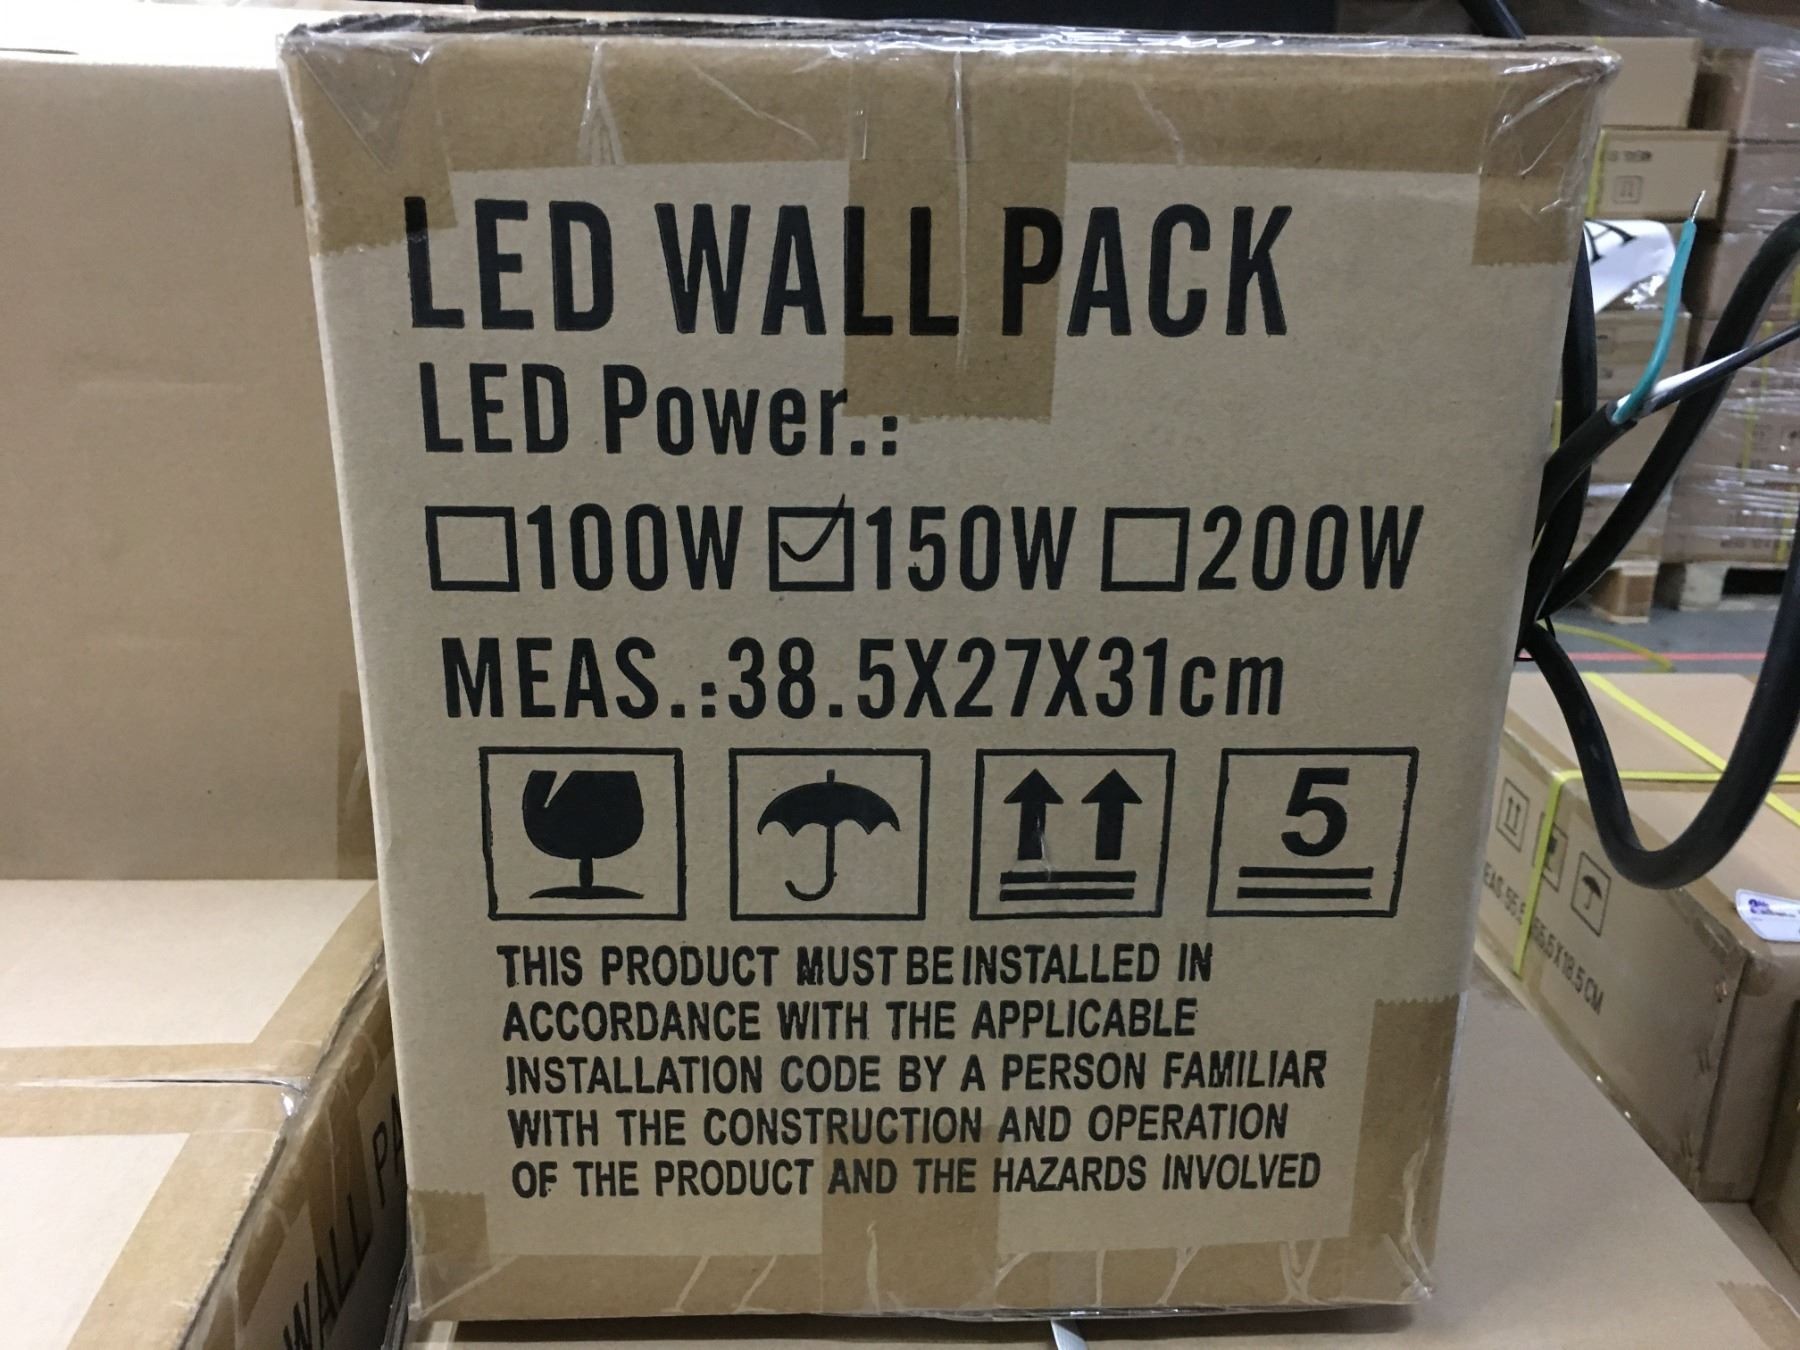 LED WALL PACK
LED Power.:
100W 150W 200W
MEAS.:38.5X27X31cm
5
THIS PRODUCT MUST BE INSTALLED IN
ACCORDANCE WITH THE APPLICABLE
INSTALLATION CODE BY A PERSON FAMILIAR
WITH THE CONSTRUCTION AND OPERATION
OF THE PRODUCT AND THE HAZARDS INVOLVED
WALL